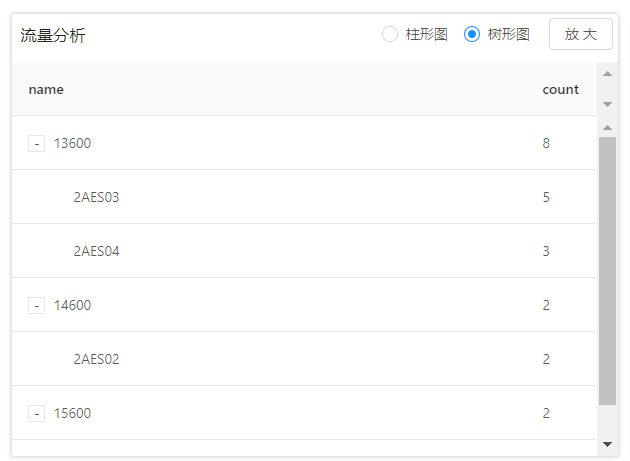 流量分析 柱形图 树形图 放 大
name count
- 13600 8
2AES03 5
2AES04 3
- 14600 2
2AES02 2
- 15600 2